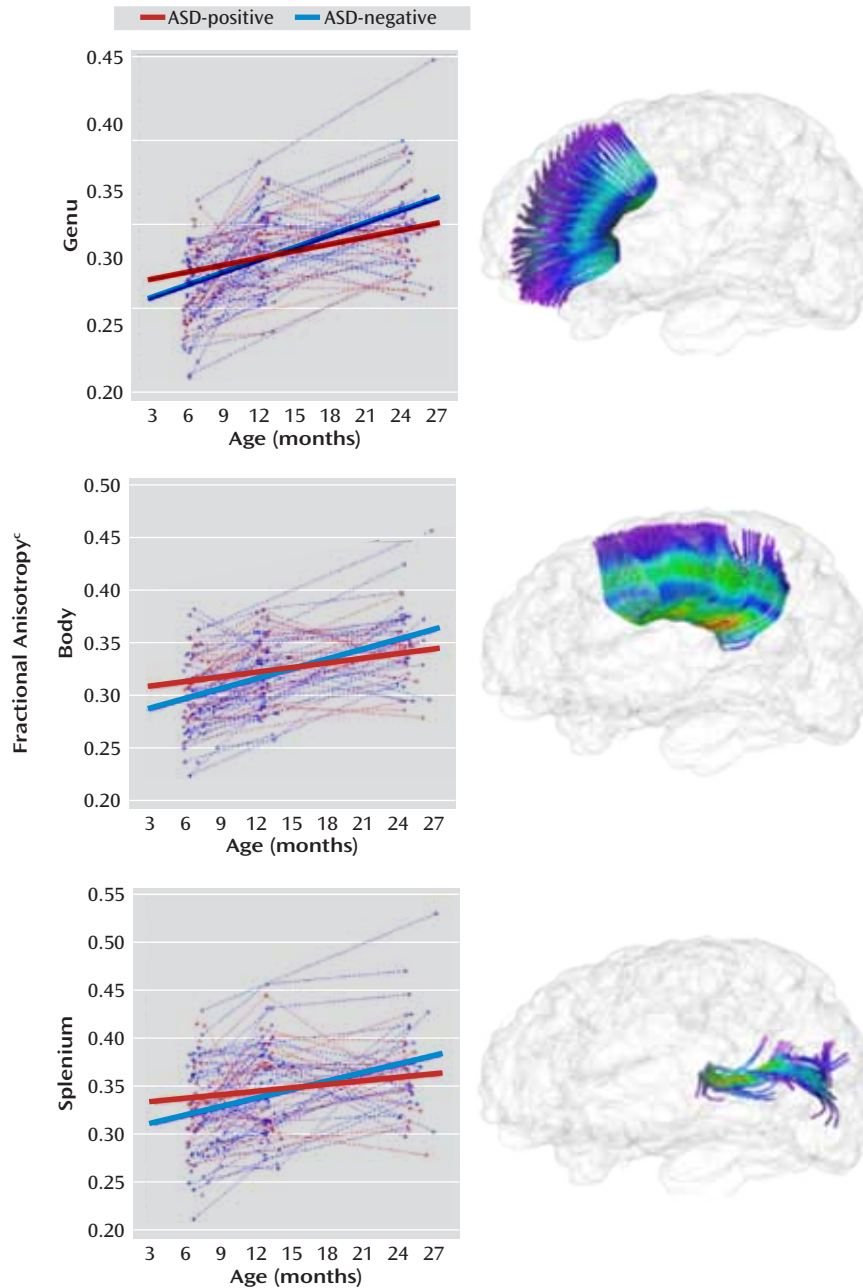 ASD-positive ASD-negative
0.45
0.40
0.35
0.30
0.25
0.20
Genu
3 6 9 12 15 18 21 24 27
Age (months)
Fractional Anisotropyᶜ
0.50
0.45
0.40
0.35
0.30
0.25
0.20
Body
3 6 9 12 15 18 21 24 27
Age (months)
0.55
0.50
0.45
0.40
0.35
0.30
0.25
0.20
Splenium
3 6 9 12 15 18 21 24 27
Age (months)